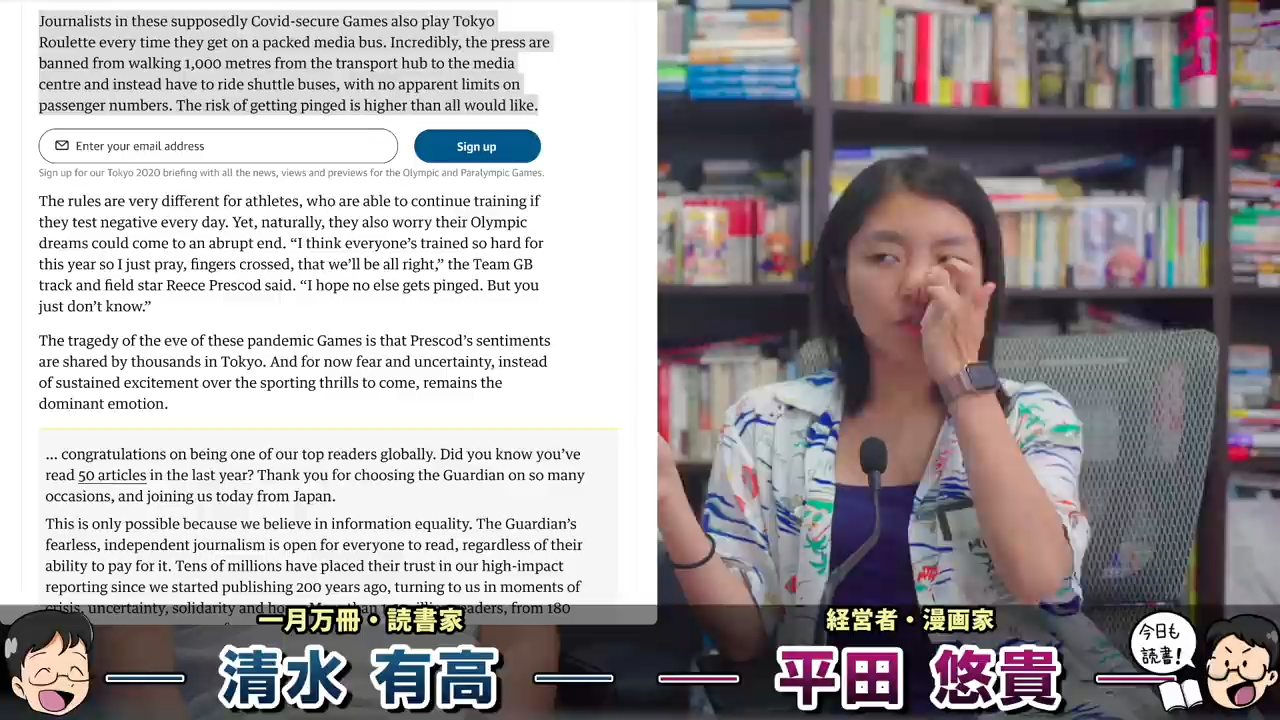 Journalists in these supposedly Covid-secure Games also play Tokyo
Roulette every time they get on a packed media bus. Incredibly, the press are
banned from walking 1,000 metres from the transport hub to the media
centre and instead have to ride shuttle buses, with no apparent limits on
passenger numbers. The risk of getting pinged is higher than all would like.
Enter your email address
Sign up
Sign up for our Tokyo 2020 briefing with all the news, views and previews for the Olympic and Paralympic Games.
The rules are very different for athletes, who are able to continue training if
they test negative every day. Yet, naturally, they also worry their Olympic
dreams could come to an abrupt end. “I think everyone’s trained so hard for
this year so I just pray, fingers crossed, that we’ll be all right,” the Team GB
track and field star Reece Prescod said. “I hope no else gets pinged. But you
just don’t know.”
The tragedy of the eve of these pandemic Games is that Prescod’s sentiments
are shared by thousands in Tokyo. And for now fear and uncertainty, instead
of sustained excitement over the sporting thrills to come, remains the
dominant emotion.
... congratulations on being one of our top readers globally. Did you know you’ve
read 50 articles in the last year? Thank you for choosing the Guardian on so many
occasions, and joining us today from Japan.
This is only possible because we believe in information equality. The Guardian’s
fearless, independent journalism is open for everyone to read, regardless of their
ability to pay for it. Tens of millions have placed their trust in our high-impact
reporting since we started publishing 200 years ago, turning to us in moments of
crisis, uncertainty, solidarity and readers, from 180
一月万冊・読書家
清水 有高
経営者・漫画家
平田 悠貴
今日も
読書!